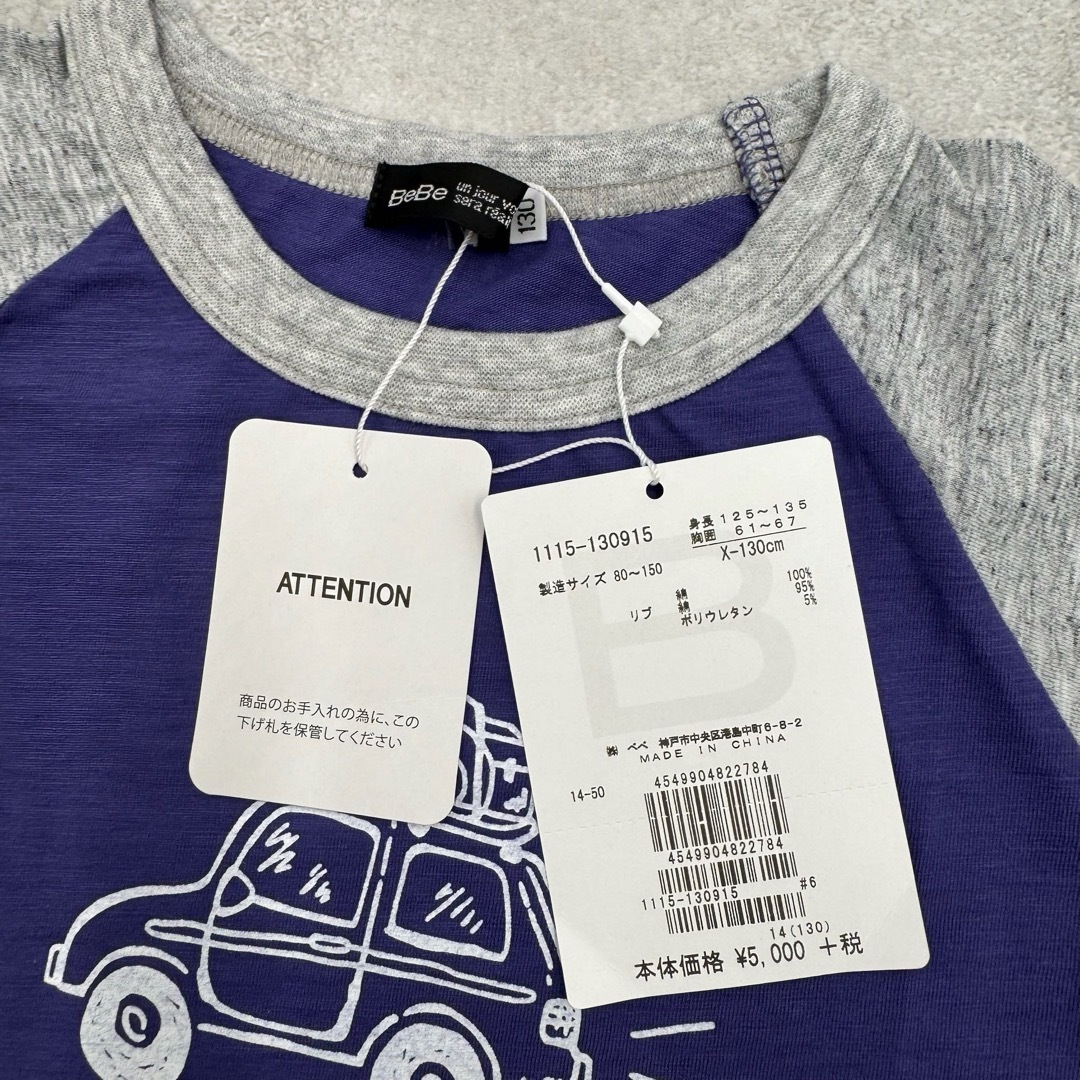 BeBe
un jour vo
sera réal
130
ATTENTION
商品のお手入れの為に、この
下げ札を保管してください
1115-130915
身長 125~135
胸囲 61~67
X-130cm
製造サイズ 80~150
綿 100%
リブ 綿 95%
ポリウレタン 5%
㈱ べべ 神戸市中央区港島中町6-8-2
MADE IN CHINA
4549904822784
14-50
4549904822784
1115-130915 #6
14(130)
本体価格 ¥5,000 +税